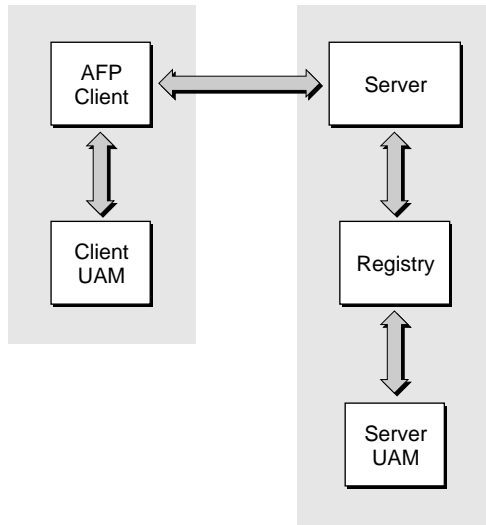 AFP
Client
Server
Client
UAM
Registry
Server
UAM